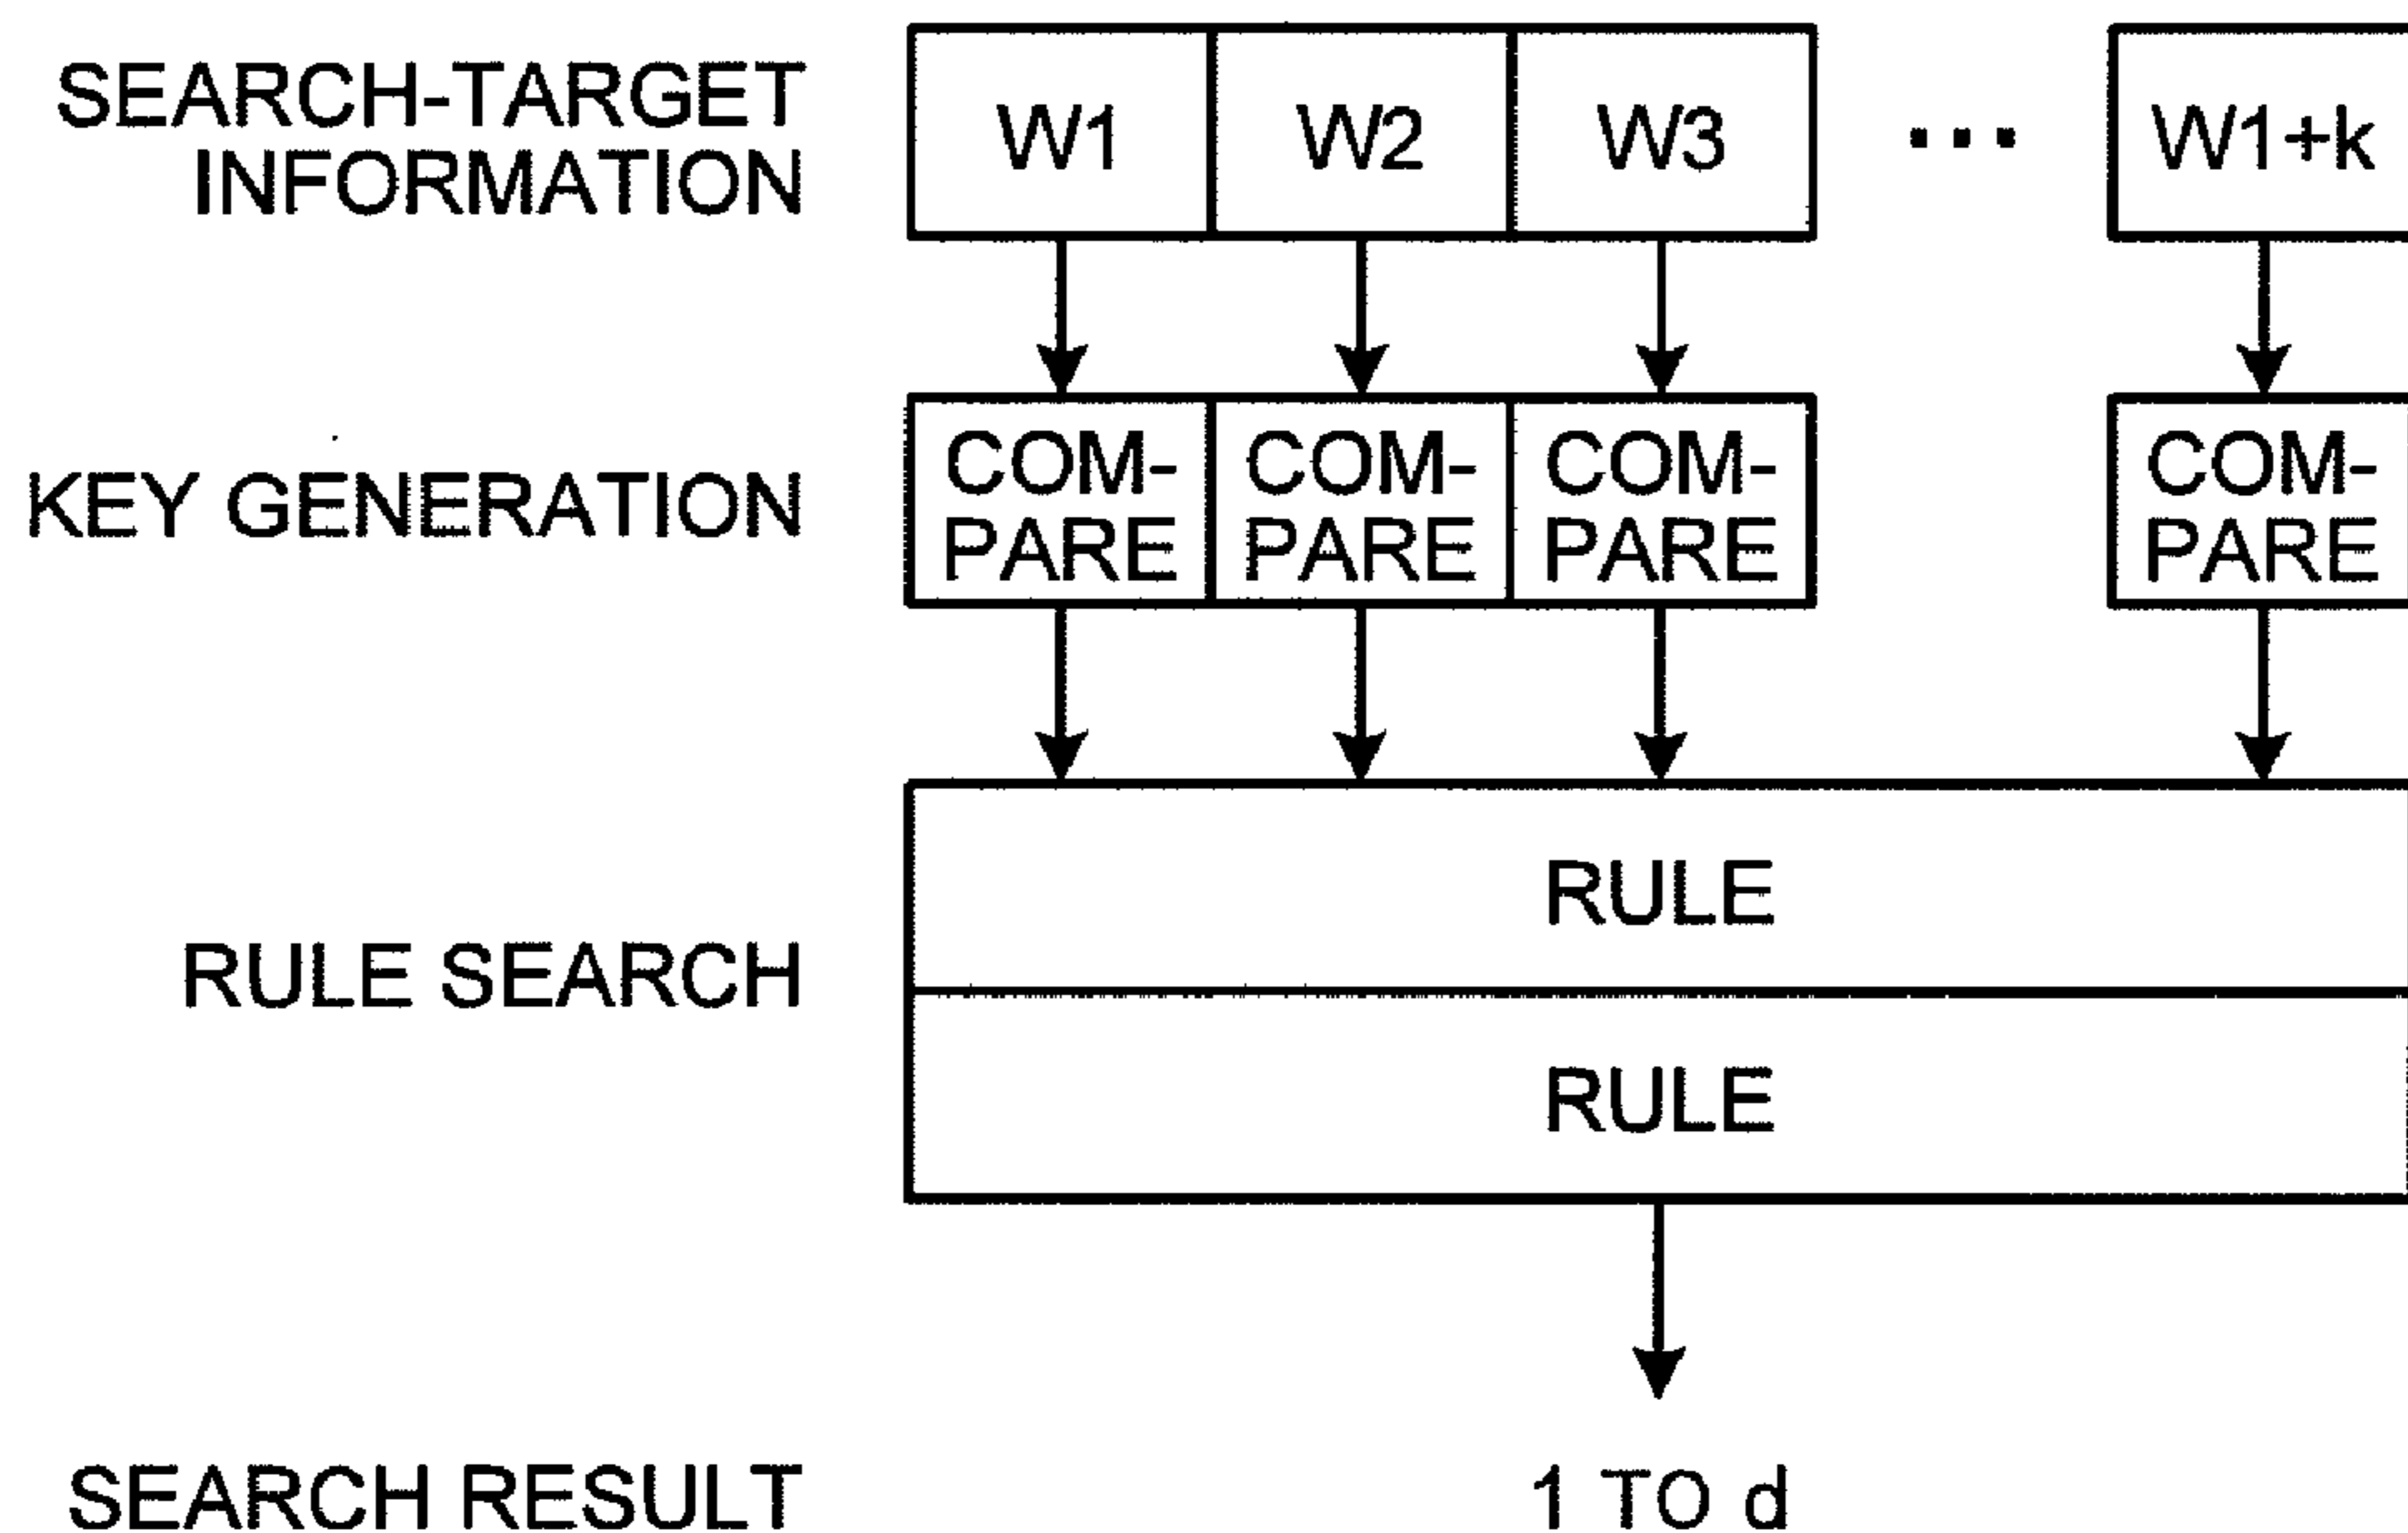 SEARCH-TARGET
INFORMATION
W1 W2 W3 ... W1+k
KEY GENERATION
COM- COM- COM- COM-
PARE PARE PARE PARE
RULE SEARCH
RULE
RULE
SEARCH RESULT
1 TO d